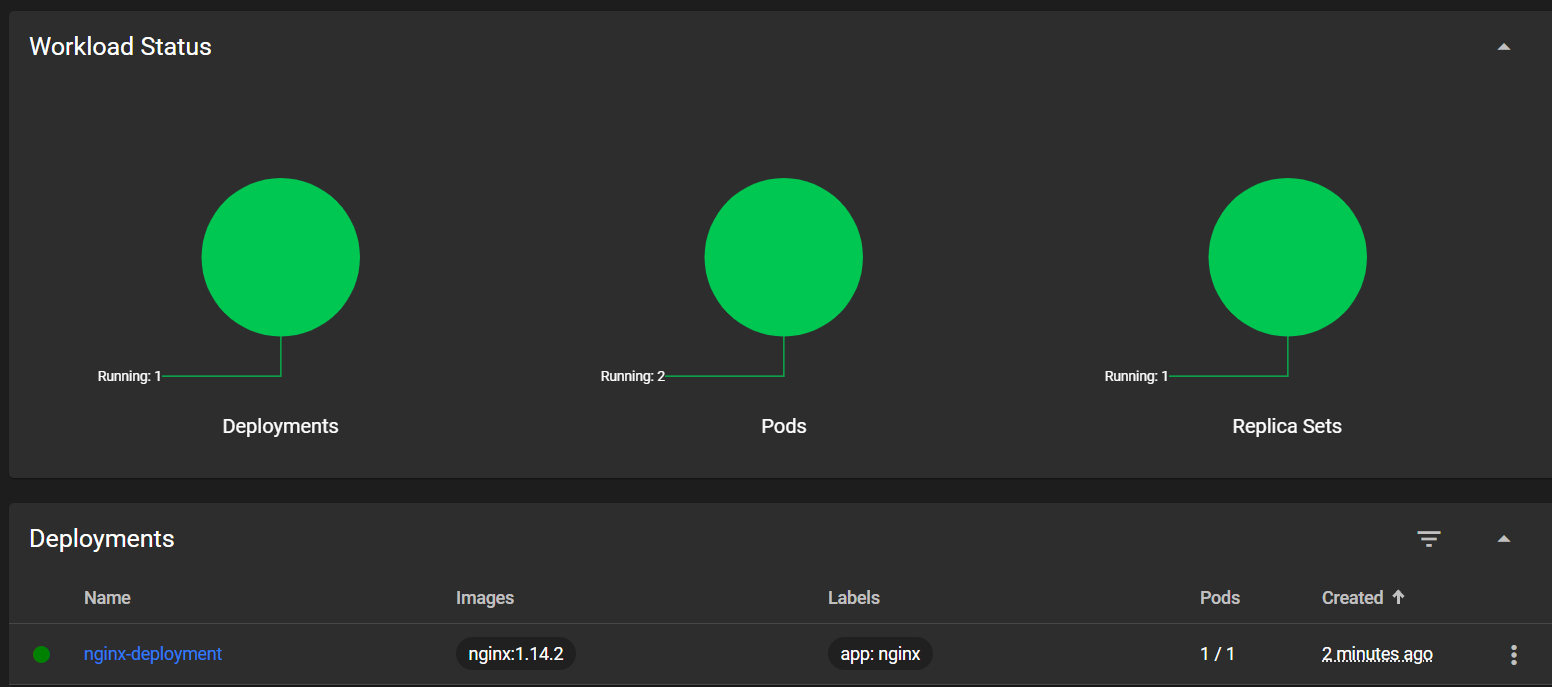 Workload Status
Running: 1
Running: 2
Running: 1
Deployments
Pods
Replica Sets
Deployments
Name Images Labels Pods Created
nginx-deployment nginx:1.14.2 app: nginx 1 / 1 2 minutes ago